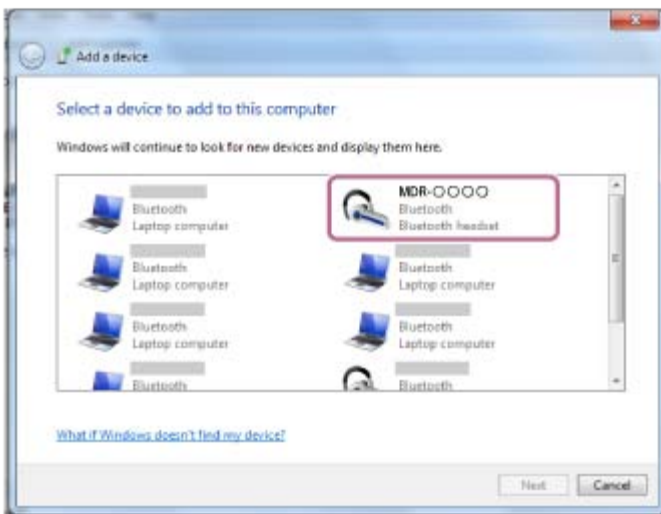 Add a device
Select a device to add to this computer
Windows will continue to look for new devices and display them here.
Bluetooth
Laptop computer
MDR-○○○○
Bluetooth
Bluetooth headset
Bluetooth
Laptop computer
Bluetooth
Laptop computer
Bluetooth
Laptop computer
Bluetooth
Laptop computer
Bluetooth
Bluetooth
What if Windows doesn't find my device?
Next
Cancel